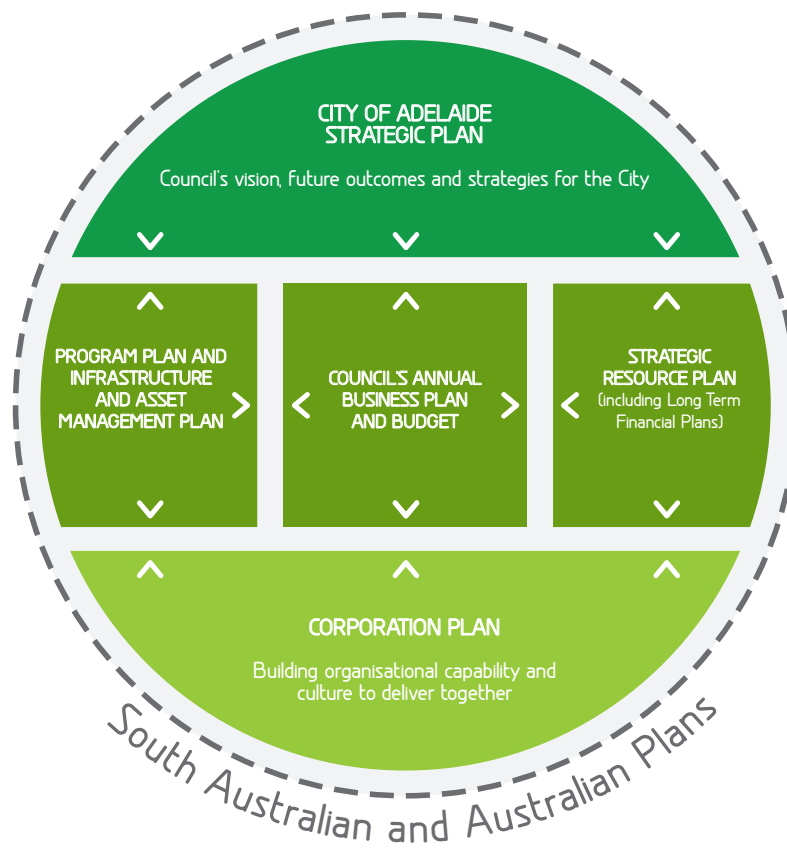 CITY OF ADELAIDE
STRATEGIC PLAN
Council's vision, future outcomes and strategies for the City
PROGRAM PLAN AND
INFRASTRUCTURE
AND ASSET
MANAGEMENT PLAN
COUNCIL'S ANNUAL
BUSINESS PLAN
AND BUDGET
STRATEGIC
RESOURCE PLAN
(including Long Term
Financial Plans)
CORPORATION PLAN
Building organisational capability and
culture to deliver together
South Australian and Australian Plans